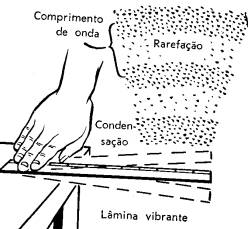 Comprimento
de onda
Rarefação
Conden-
sação
Lâmina vibrante